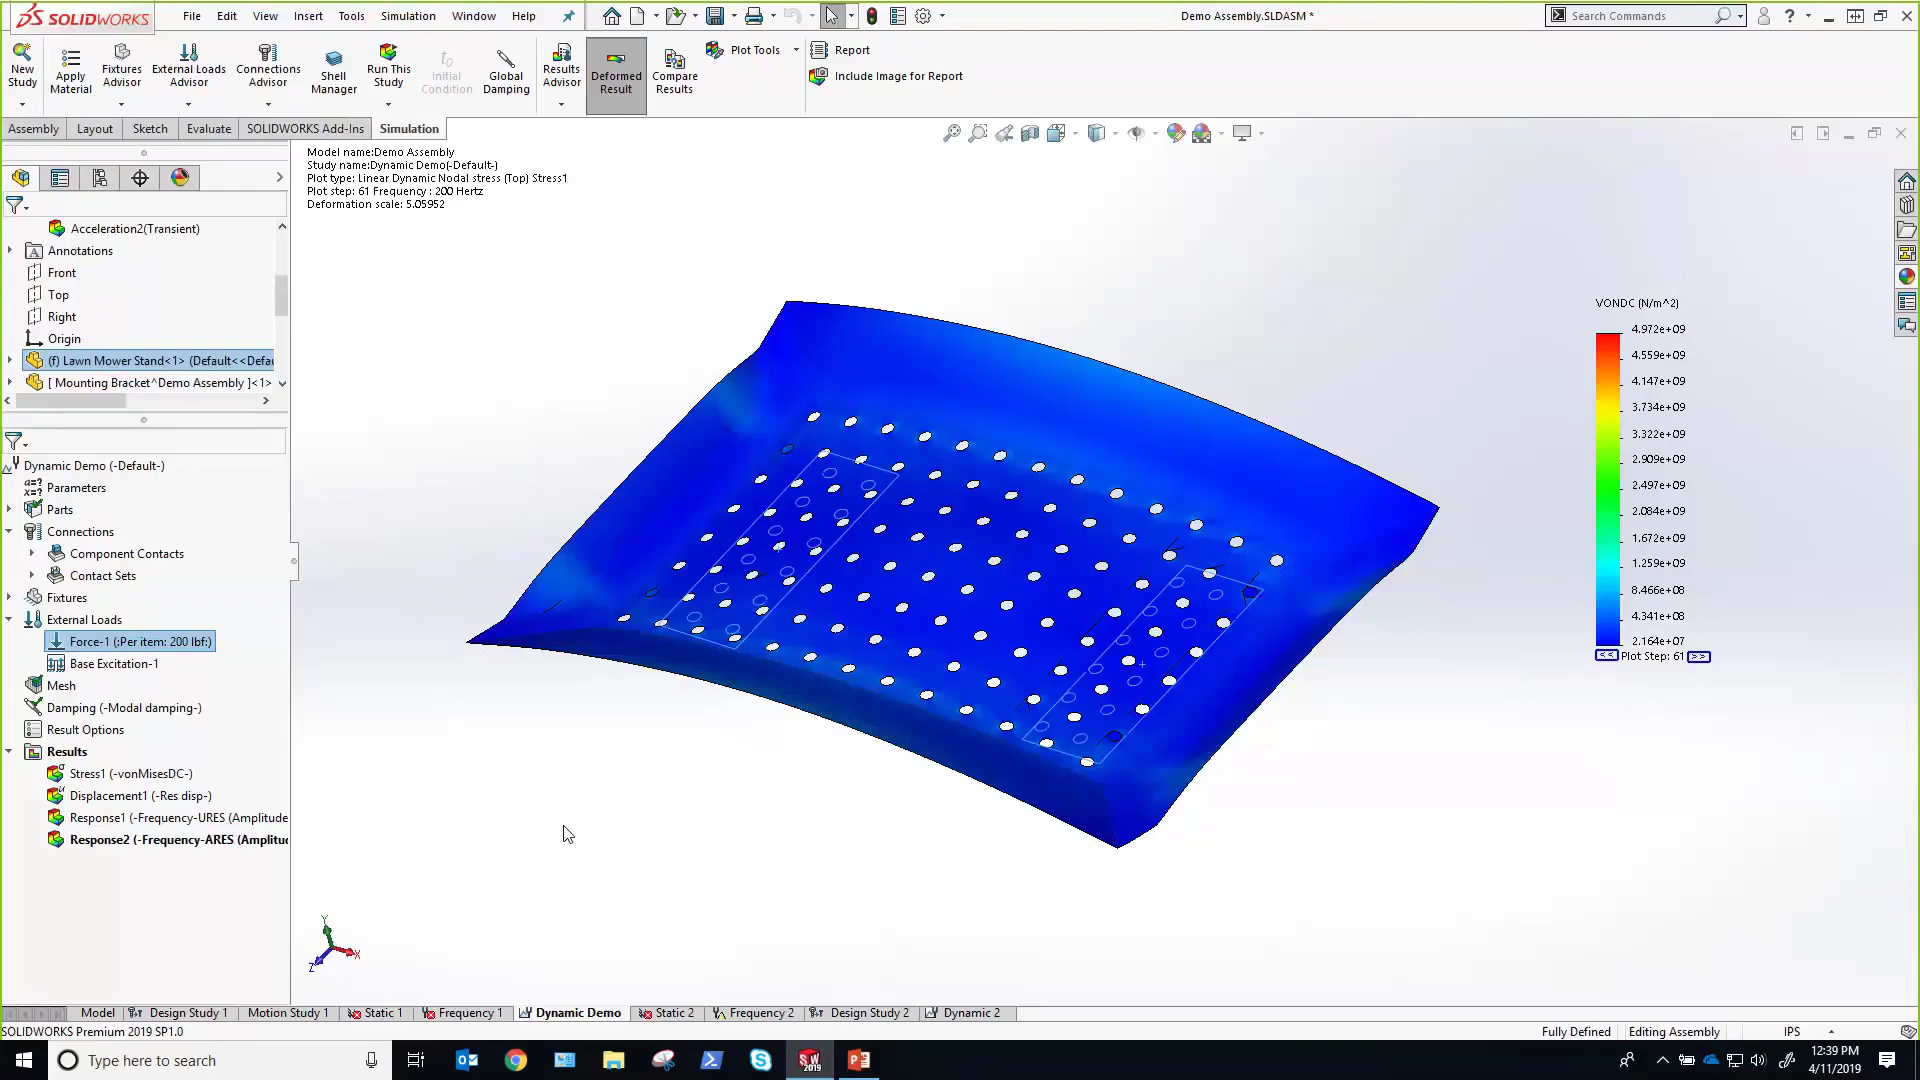 SOLIDWORKS
File Edit View Insert Tools Simulation Window Help
Demo Assembly.SLDASM *
Search Commands
New Study
Apply Material
Fixtures Advisor
External Loads Advisor
Connections Advisor
Shell Manager
Run This Study
Initial Condition
Global Damping
Results Advisor
Deformed Result
Compare Results
Plot Tools
Report
Include Image for Report
Assembly Layout Sketch Evaluate SOLIDWORKS Add-Ins Simulation
Model name:Demo Assembly
Study name:Dynamic Demo(-Default-)
Plot type: Linear Dynamic Nodal stress (Top) Stress1
Plot step: 61 Frequency : 200 Hertz
Deformation scale: 5.05952
Acceleration2(Transient)
Annotations
Front
Top
Right
Origin
(f) Lawn Mower Stand<1> (Default<<Defau
[ Mounting Bracket^Demo Assembly ]<1>
Dynamic Demo (-Default-)
Parameters
Parts
Connections
Component Contacts
Contact Sets
Fixtures
External Loads
Force-1 (:Per item: 200 lbf:)
Base Excitation-1
Mesh
Damping (-Modal damping-)
Result Options
Results
Stress1 (-vonMisesDC-)
Displacement1 (-Res disp-)
Response1 (-Frequency-URES (Amplitude
Response2 (-Frequency-ARES (Amplitu
VONDC (N/m^2)
4.972e+09
4.559e+09
4.147e+09
3.734e+09
3.322e+09
2.909e+09
2.497e+09
2.084e+09
1.672e+09
1.259e+09
8.466e+08
4.341e+08
2.164e+07
<< Plot Step: 61 >>
Y
X
Z
Model Design Study 1 Motion Study 1 Static 1 Frequency 1 Dynamic Demo Static 2 Frequency 2 Design Study 2 Dynamic 2
SOLIDWORKS Premium 2019 SP1.0
Fully Defined Editing Assembly IPS
Type here to search
12:39 PM
4/11/2019